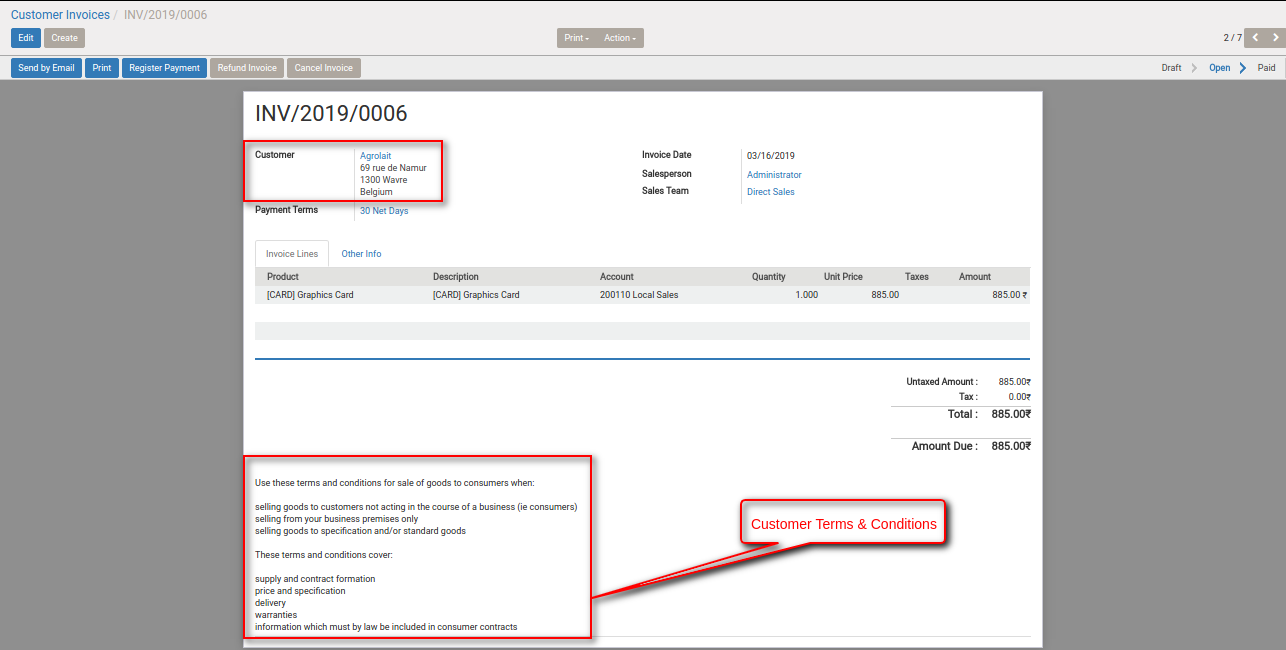 Customer Invoices / INV/2019/0006
Edit Create Print Action 2 / 7
Send by Email Print Register Payment Refund Invoice Cancel Invoice Draft Open Paid
INV/2019/0006
Customer Agrolait Invoice Date 03/16/2019
69 rue de Namur
1300 Wavre Salesperson Administrator
Belgium Sales Team Direct Sales
Payment Terms 30 Net Days
Invoice Lines Other Info
Product Description Account Quantity Unit Price Taxes Amount
[CARD] Graphics Card [CARD] Graphics Card 200110 Local Sales 1.000 885.00 885.00 ₹
Untaxed Amount : 885.00₹
Tax : 0.00₹
Total : 885.00₹
Amount Due : 885.00₹
Use these terms and conditions for sale of goods to consumers when:
selling goods to customers not acting in the course of a business (ie consumers)
selling from your business premises only
selling goods to specification and/or standard goods
These terms and conditions cover:
supply and contract formation
price and specification
delivery
warranties
information which must by law be included in consumer contracts
Customer Terms & Conditions